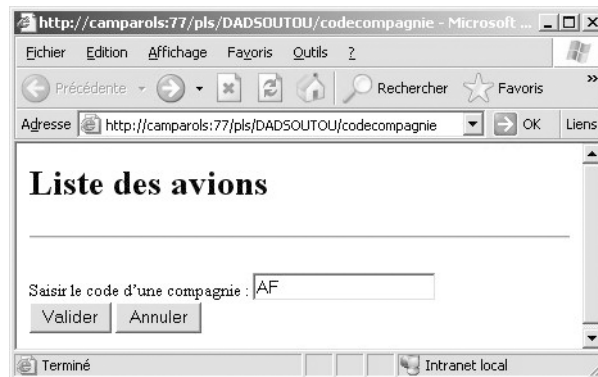 http://camparols:77/pls/DADSOUTOU/codecompagnie - Microsoft ...
Fichier Edition Affichage Favoris Outils ?
Précédente Rechercher Favoris »
Adresse http://camparols:77/pls/DADSOUTOU/codecompagnie OK Liens
Liste des avions
Saisir le code d'une compagnie : AF
Valider Annuler
Terminé Intranet local